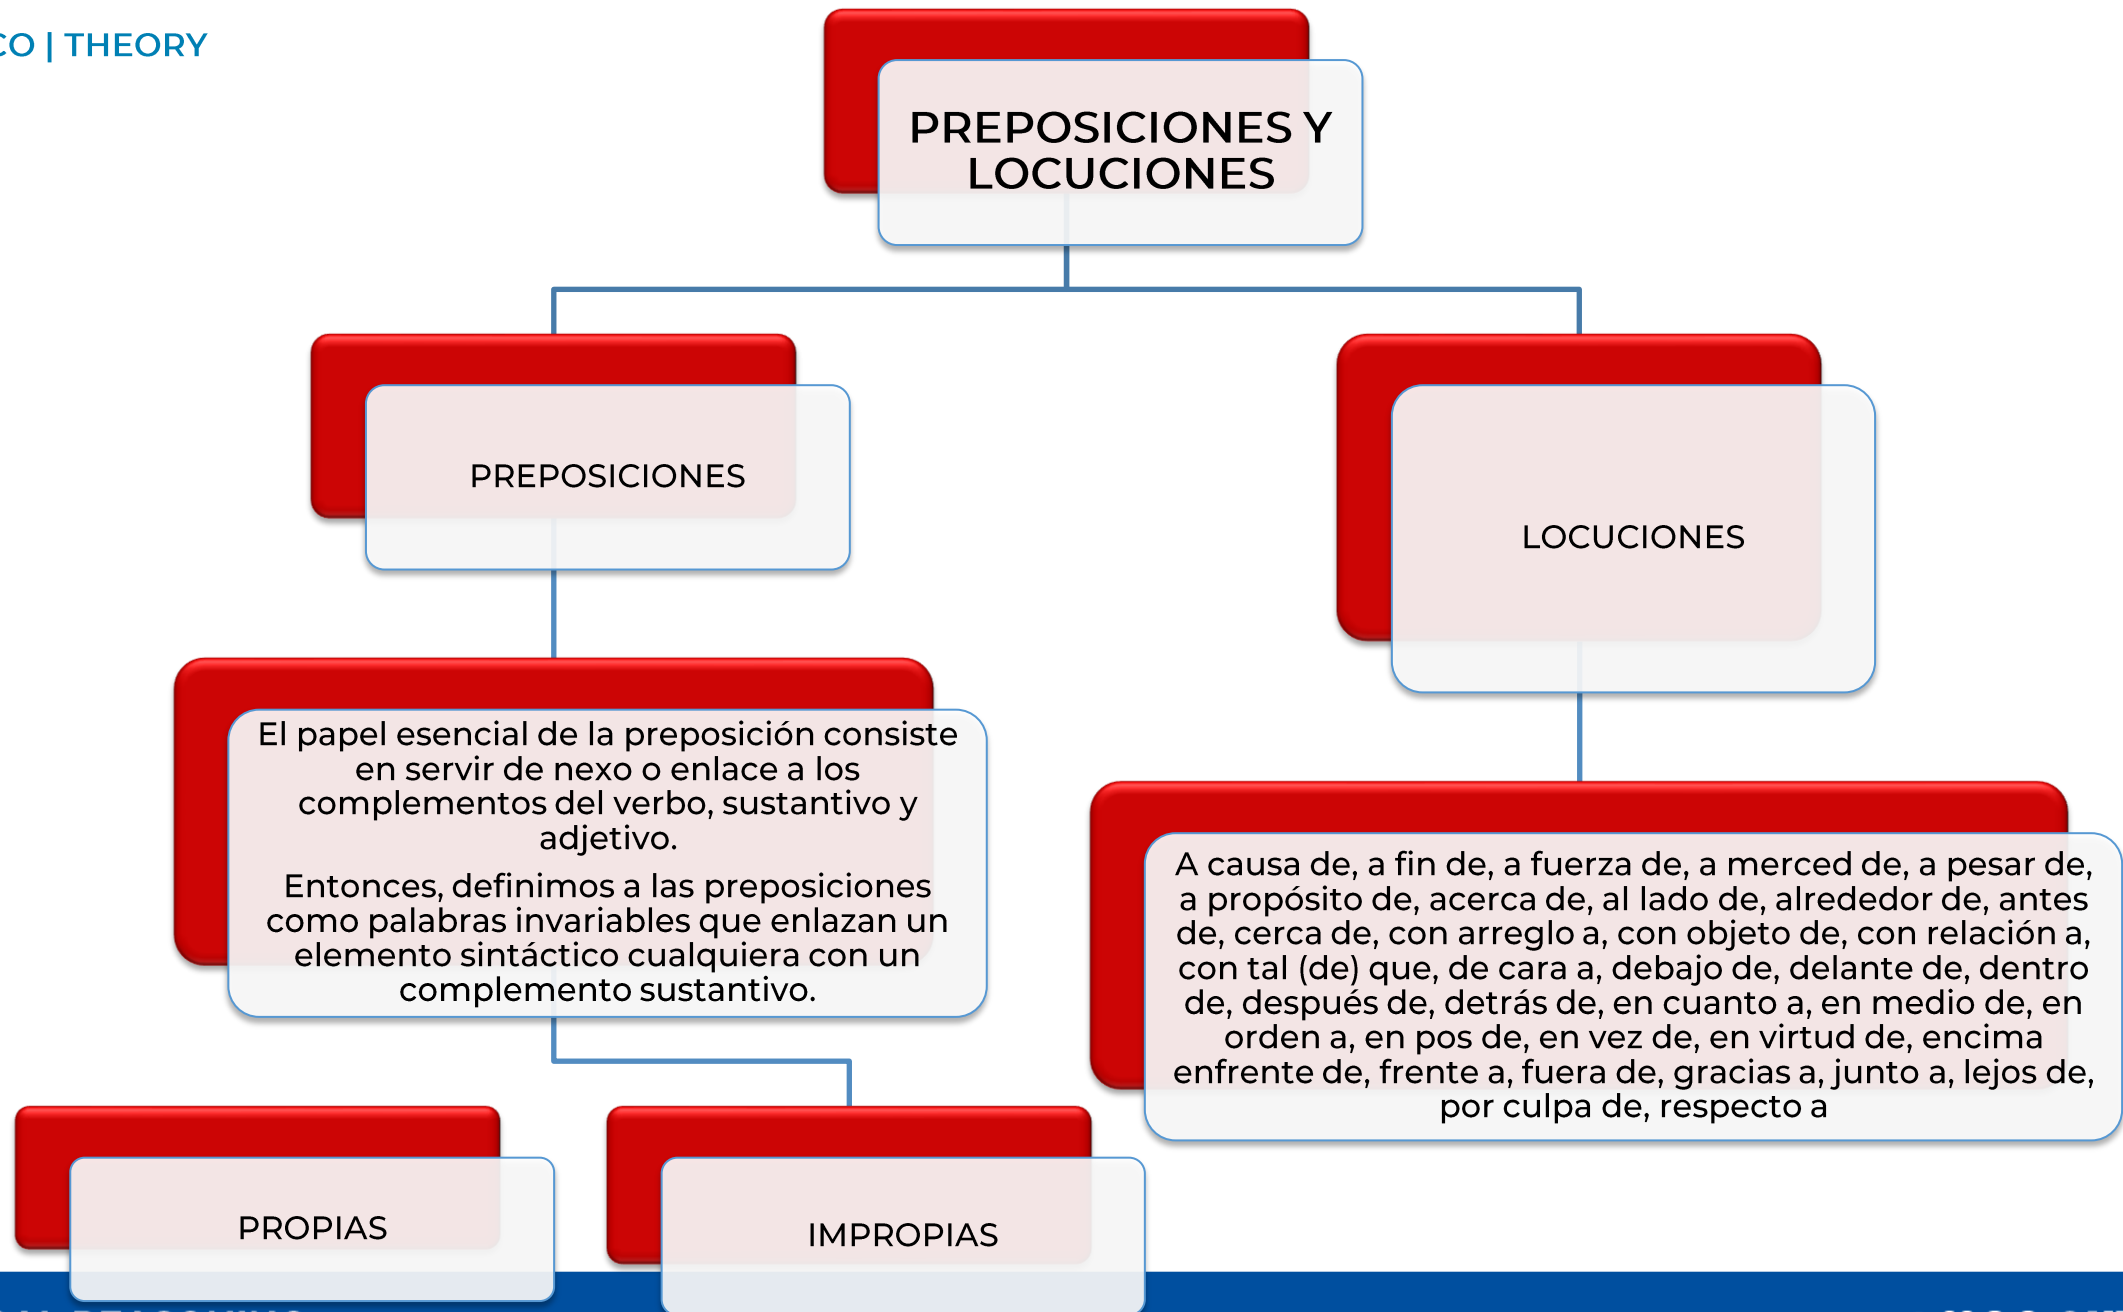 CO | THEORY
PREPOSICIONES Y
LOCUCIONES
PREPOSICIONES
LOCUCIONES
El papel esencial de la preposición consiste
en servir de nexo o enlace a los
complementos del verbo, sustantivo y
adjetivo.
Entonces, definimos a las preposiciones
como palabras invariables que enlazan un
elemento sintáctico cualquiera con un
complemento sustantivo.
A causa de, a fin de, a fuerza de, a merced de, a pesar de,
a propósito de, acerca de, al lado de, alrededor de, antes
de, cerca de, con arreglo a, con objeto de, con relación a,
con tal (de) que, de cara a, debajo de, delante de, dentro
de, después de, detrás de, en cuanto a, en medio de, en
orden a, en pos de, en vez de, en virtud de, encima
enfrente de, frente a, fuera de, gracias a, junto a, lejos de,
por culpa de, respecto a
PROPIAS
IMPROPIAS